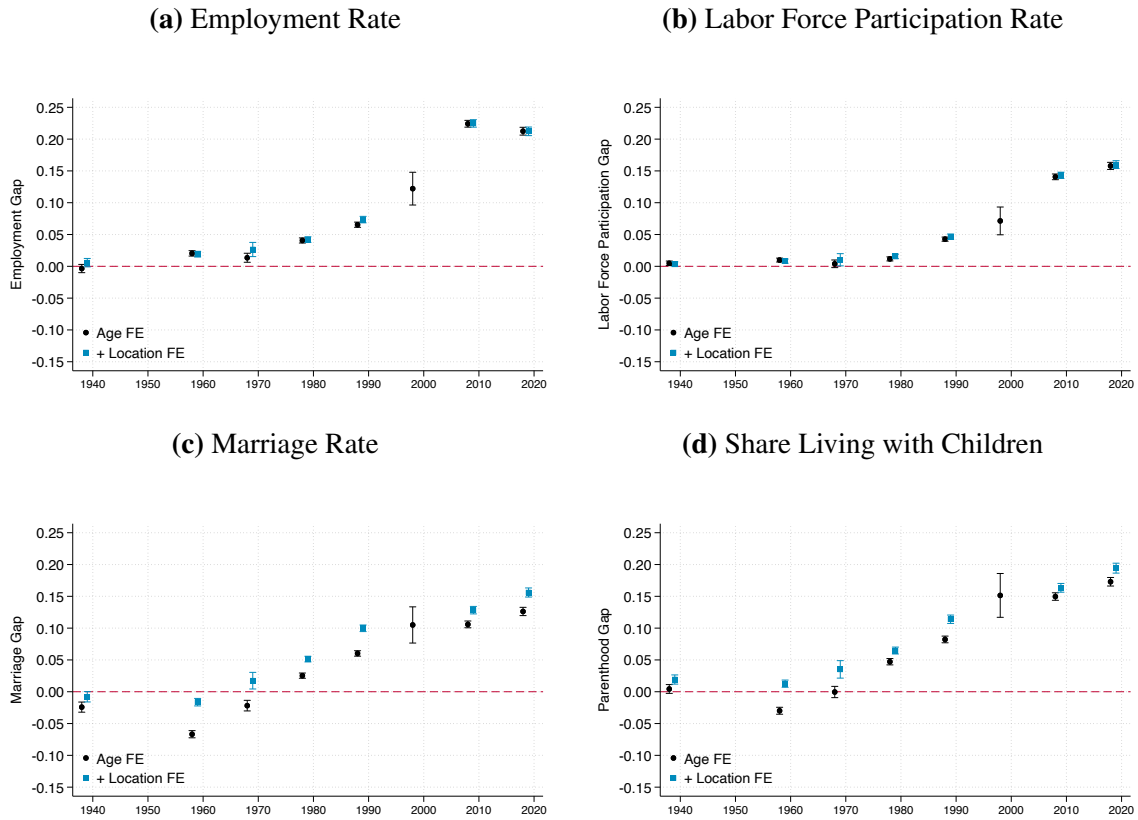 (a) Employment Rate
Employment Gap
0.25
0.20
0.15
0.10
0.05
0.00
-0.05
-0.10
-0.15
Age FE
+ Location FE
1940 1950 1960 1970 1980 1990 2000 2010 2020
(b) Labor Force Participation Rate
Labor Force Participation Gap
0.25
0.20
0.15
0.10
0.05
0.00
-0.05
-0.10
-0.15
Age FE
+ Location FE
1940 1950 1960 1970 1980 1990 2000 2010 2020
(c) Marriage Rate
Marriage Gap
0.25
0.20
0.15
0.10
0.05
0.00
-0.05
-0.10
-0.15
Age FE
+ Location FE
1940 1950 1960 1970 1980 1990 2000 2010 2020
(d) Share Living with Children
Parenthood Gap
0.25
0.20
0.15
0.10
0.05
0.00
-0.05
-0.10
-0.15
Age FE
+ Location FE
1940 1950 1960 1970 1980 1990 2000 2010 2020